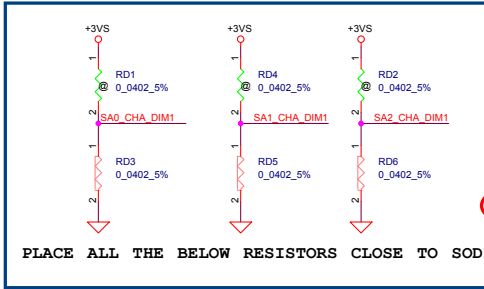 +3VS +3VS +3VS
1 1 1
RD1 RD4 RD2
@ 0_0402_5% @ 0_0402_5% @ 0_0402_5%
2 2 2
SA0_CHA_DIM1 SA1_CHA_DIM1 SA2_CHA_DIM1
1 1 1
RD3 RD5 RD6
0_0402_5% 0_0402_5% 0_0402_5%
2 2 2
PLACE ALL THE BELOW RESISTORS CLOSE TO SOD